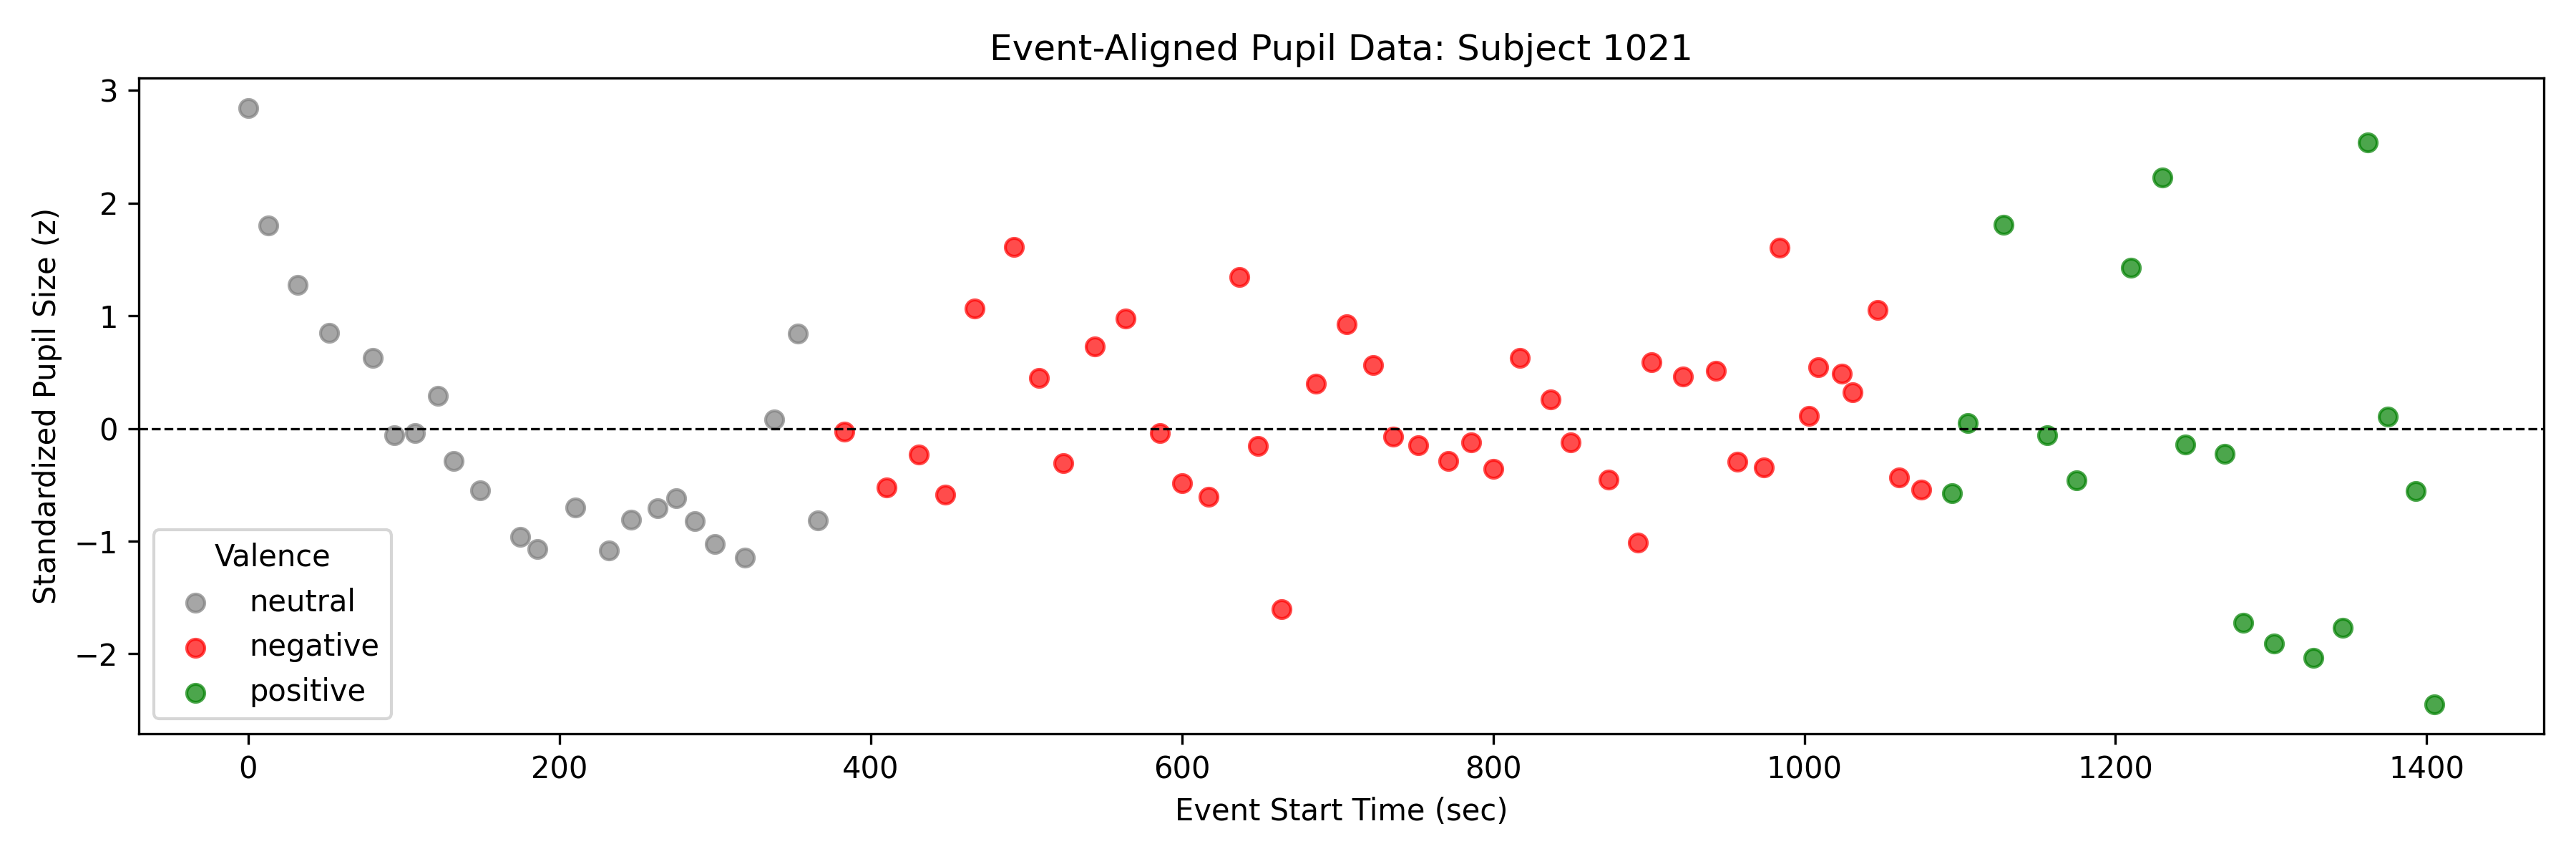 Event-Aligned Pupil Data: Subject 1021
Standardized Pupil Size (z)
3
2
1
0
−1
−2
Valence
neutral
negative
positive
0 200 400 600 800 1000 1200 1400
Event Start Time (sec)